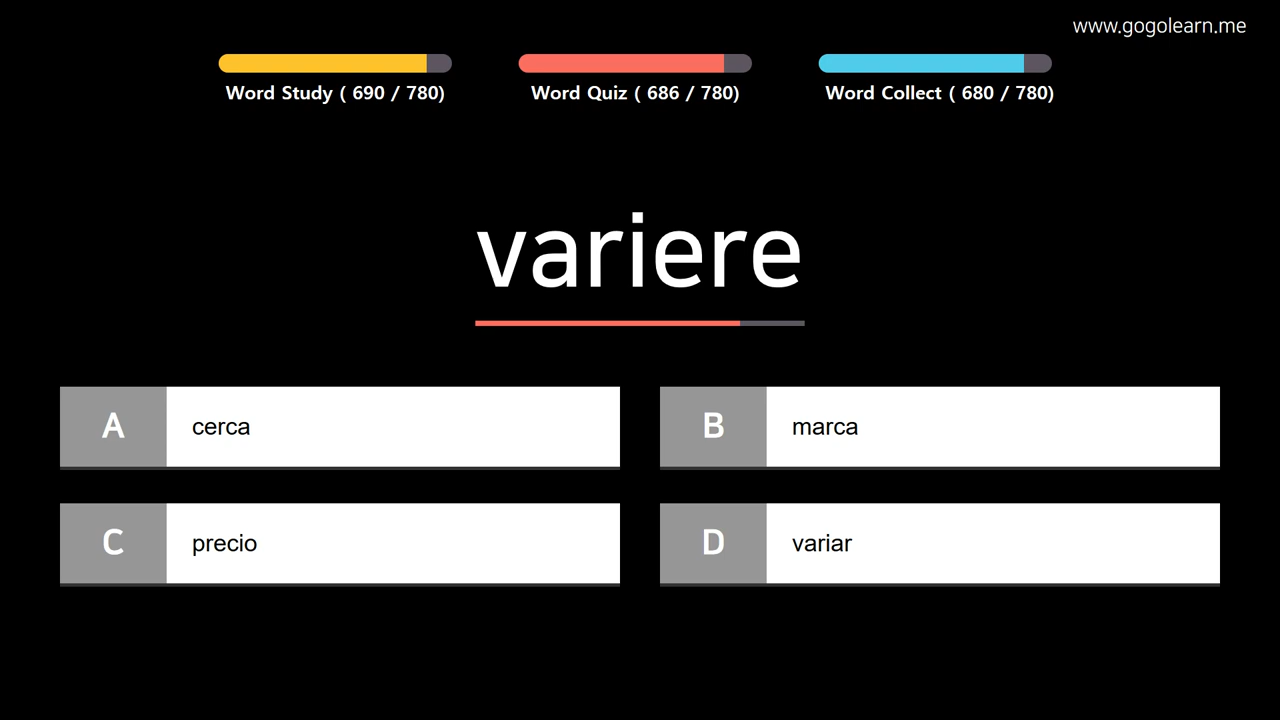 www.gogolearn.me
Word Study ( 690 / 780)
Word Quiz ( 686 / 780)
Word Collect ( 680 / 780)
variere
A cerca
B marca
C precio
D variar